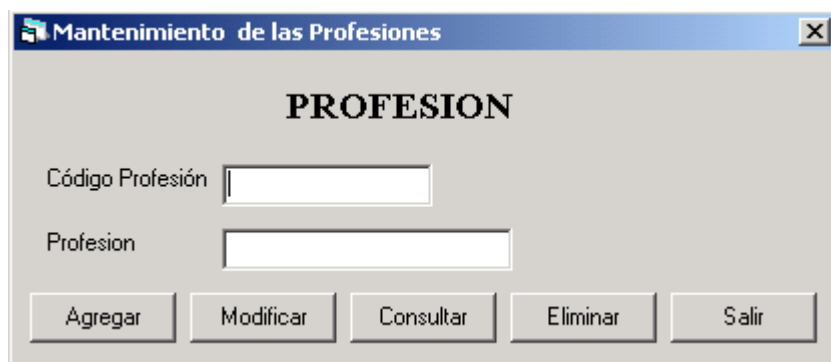 Mantenimiento de las Profesiones
PROFESION
Código Profesión
Profesion
Agregar Modificar Consultar Eliminar Salir